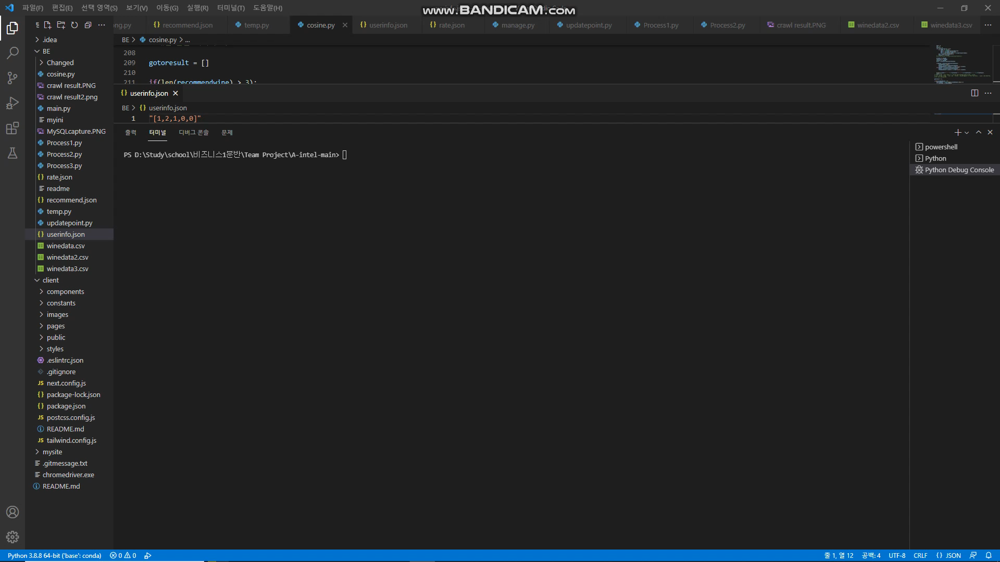 파일(F) 편집(E) 선택 영역(S) 보기(V) 이동(G) 실행(R) 터미널(T) 도움말(H)
www.BANDICAM.com
ong.py recommend.json temp.py cosine.py userinfo.json rate.json manage.py updatepoint.py Process1.py Process2.py crawl result.PNG winedata2.csv winedata3.csv
BE > cosine.py > ...
208
209 gotoresult = []
210
211 if(len(recommendwine) > 3):
userinfo.json
BE > userinfo.json
1 "[1,2,1,0,0]"
출력 터미널 디버그 콘솔 문제
PS D:\Study\school\비즈니스1분반\Team Project\A-intel-main>
powershell
Python
Python Debug Console
.idea
BE
Changed
cosine.py
crawl result.PNG
crawl result2.png
main.py
myini
MySQLcapture.PNG
Process1.py
Process2.py
Process3.py
rate.json
readme
recommend.json
temp.py
updatepoint.py
userinfo.json
winedata.csv
winedata2.csv
winedata3.csv
client
components
constants
images
pages
public
styles
.eslintrc.json
.gitignore
next.config.js
package-lock.json
package.json
postcss.config.js
README.md
tailwind.config.js
mysite
.gitmessage.txt
chromedriver.exe
README.md
Python 3.8.8 64-bit ('base': conda) 0 0 줄 1, 열 12 공백: 4 UTF-8 CRLF {} JSON